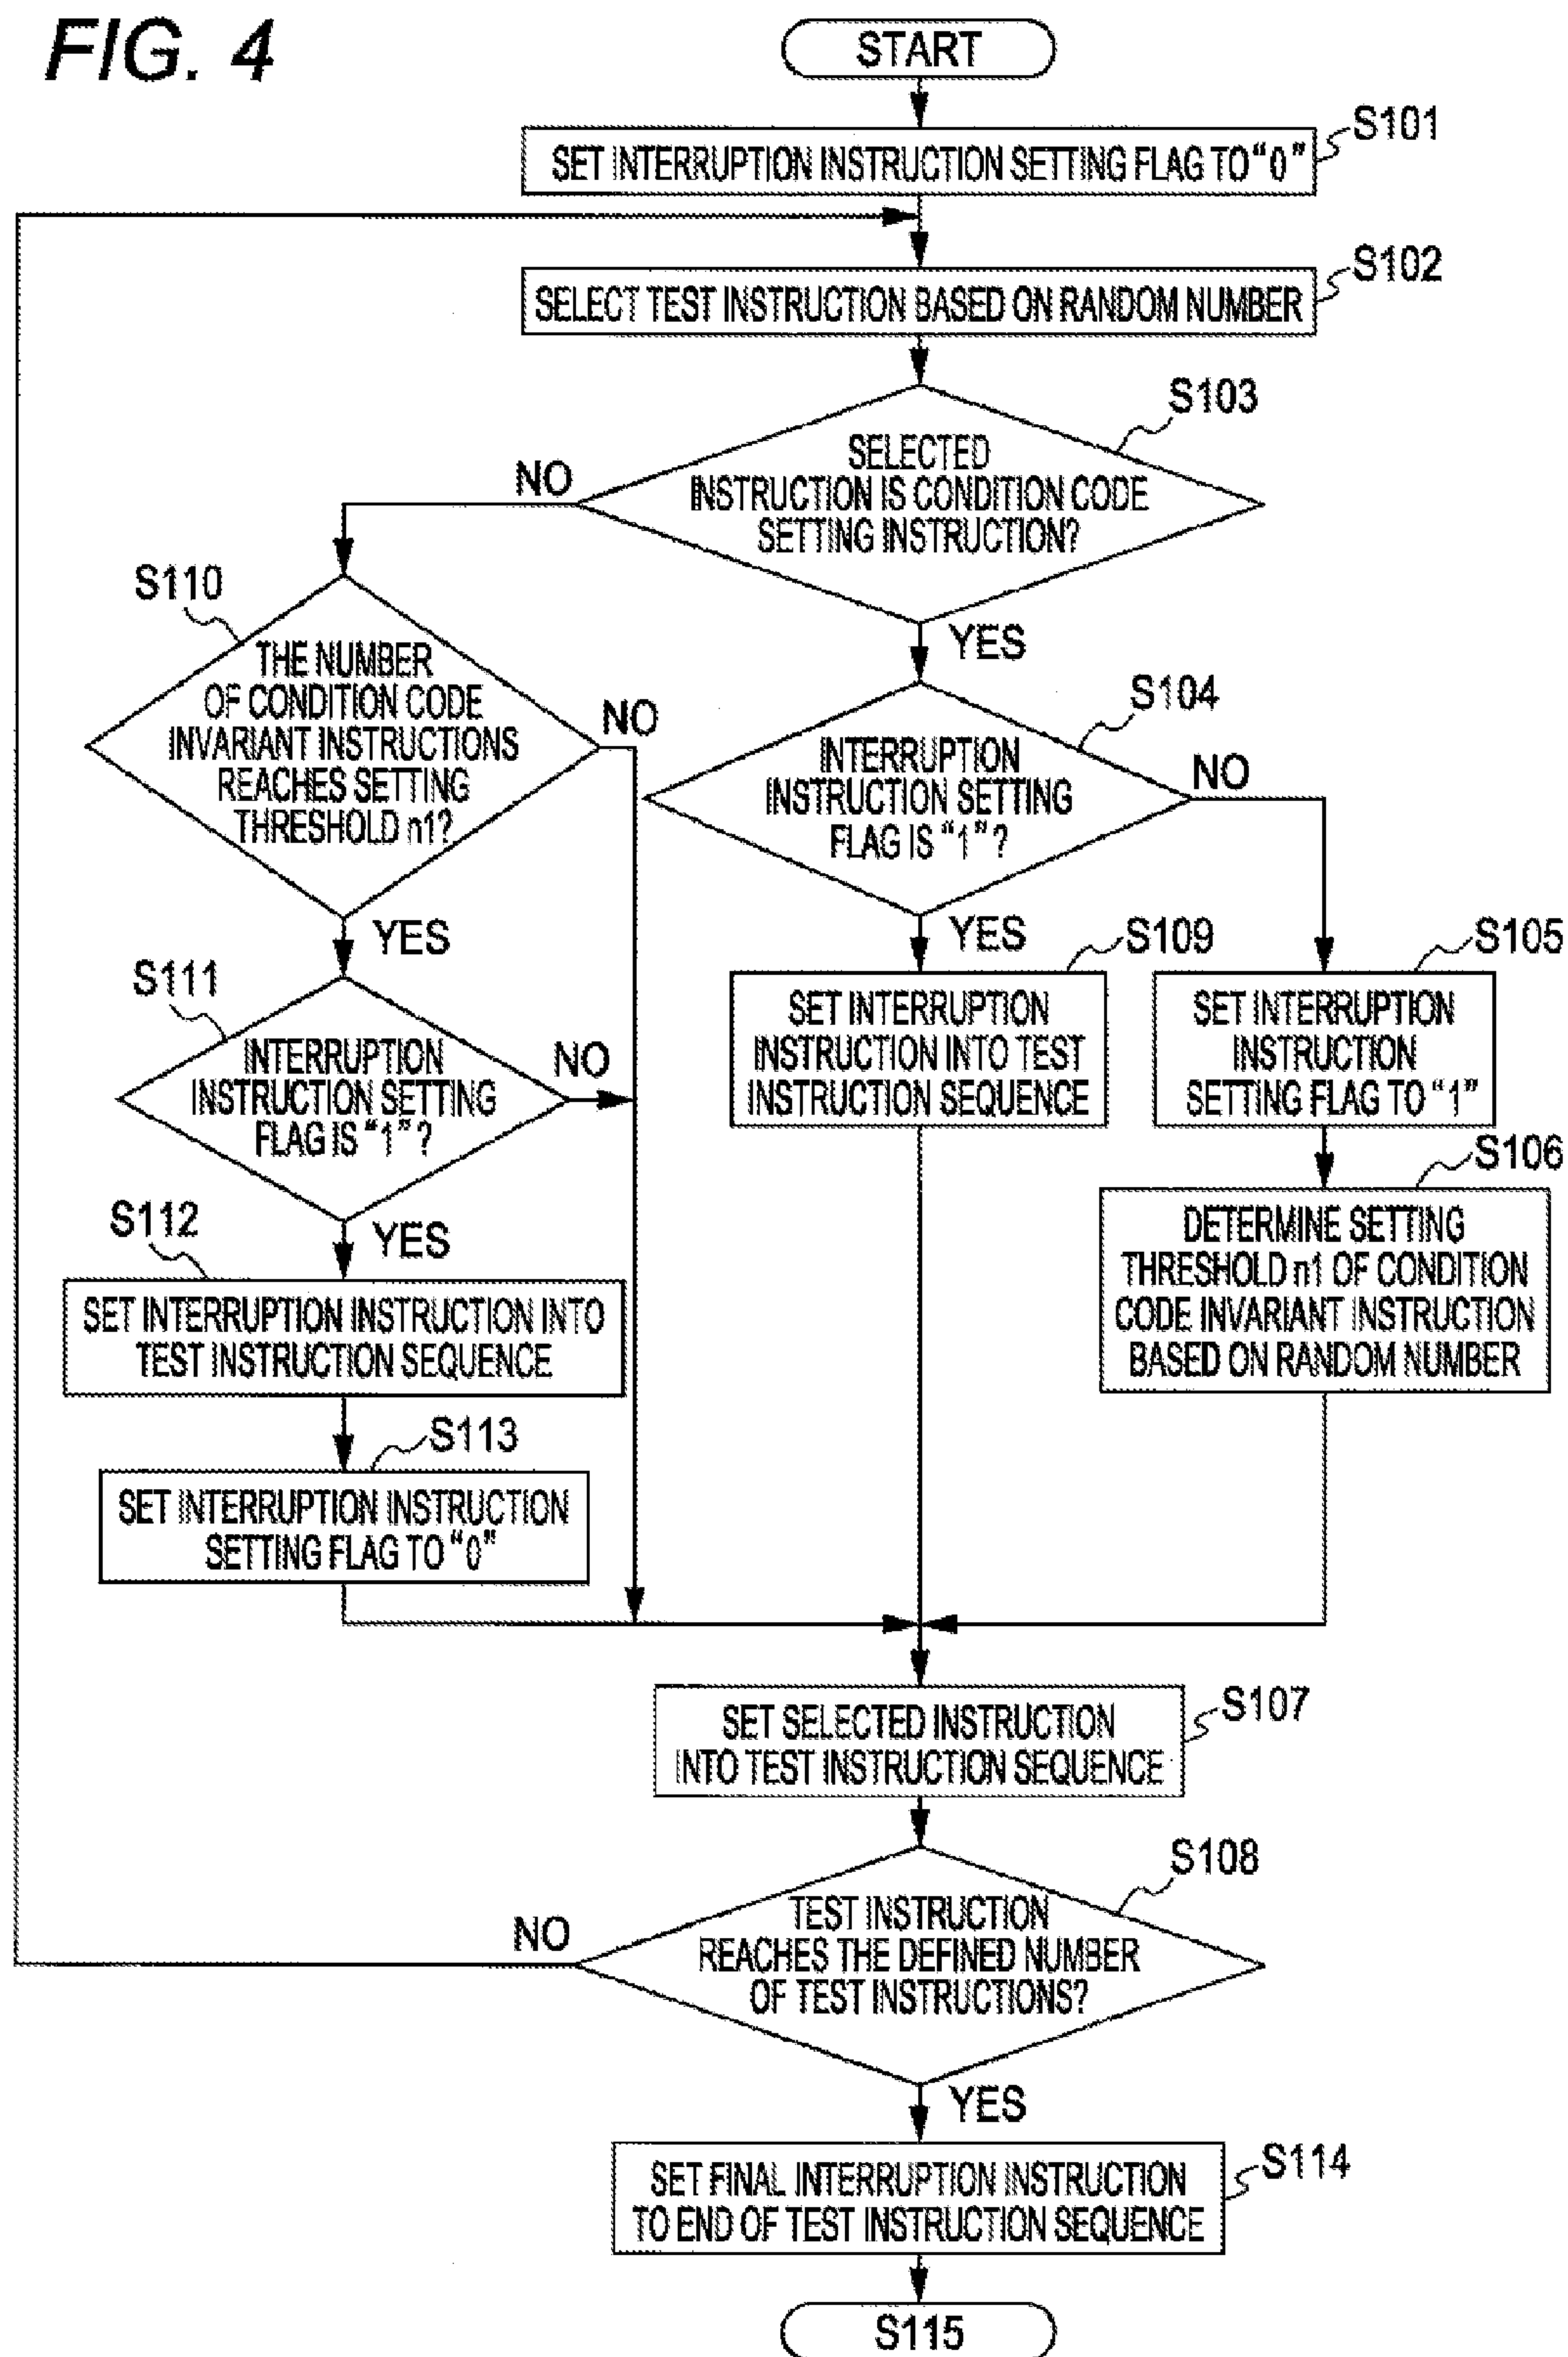 FIG. 4
START
S101
SET INTERRUPTION INSTRUCTION SETTING FLAG TO "0"
S102
SELECT TEST INSTRUCTION BASED ON RANDOM NUMBER
S103
SELECTED
INSTRUCTION IS CONDITION CODE
SETTING INSTRUCTION?
NO
YES
S110
THE NUMBER
OF CONDITION CODE
INVARIANT INSTRUCTIONS
REACHES SETTING
THRESHOLD n1?
NO
YES
S104
INTERRUPTION
INSTRUCTION SETTING
FLAG IS "1"?
NO
YES
S109
SET INTERRUPTION
INSTRUCTION INTO TEST
INSTRUCTION SEQUENCE
S105
SET INTERRUPTION
INSTRUCTION
SETTING FLAG TO "1"
S111
INTERRUPTION
INSTRUCTION SETTING
FLAG IS "1"?
NO
YES
S106
DETERMINE SETTING
THRESHOLD n1 OF CONDITION
CODE INVARIANT INSTRUCTION
BASED ON RANDOM NUMBER
S112
SET INTERRUPTION INSTRUCTION INTO
TEST INSTRUCTION SEQUENCE
S113
SET INTERRUPTION INSTRUCTION
SETTING FLAG TO "0"
S107
SET SELECTED INSTRUCTION
INTO TEST INSTRUCTION SEQUENCE
S108
TEST INSTRUCTION
REACHES THE DEFINED NUMBER
OF TEST INSTRUCTIONS?
NO
YES
S114
SET FINAL INTERRUPTION INSTRUCTION
TO END OF TEST INSTRUCTION SEQUENCE
S115